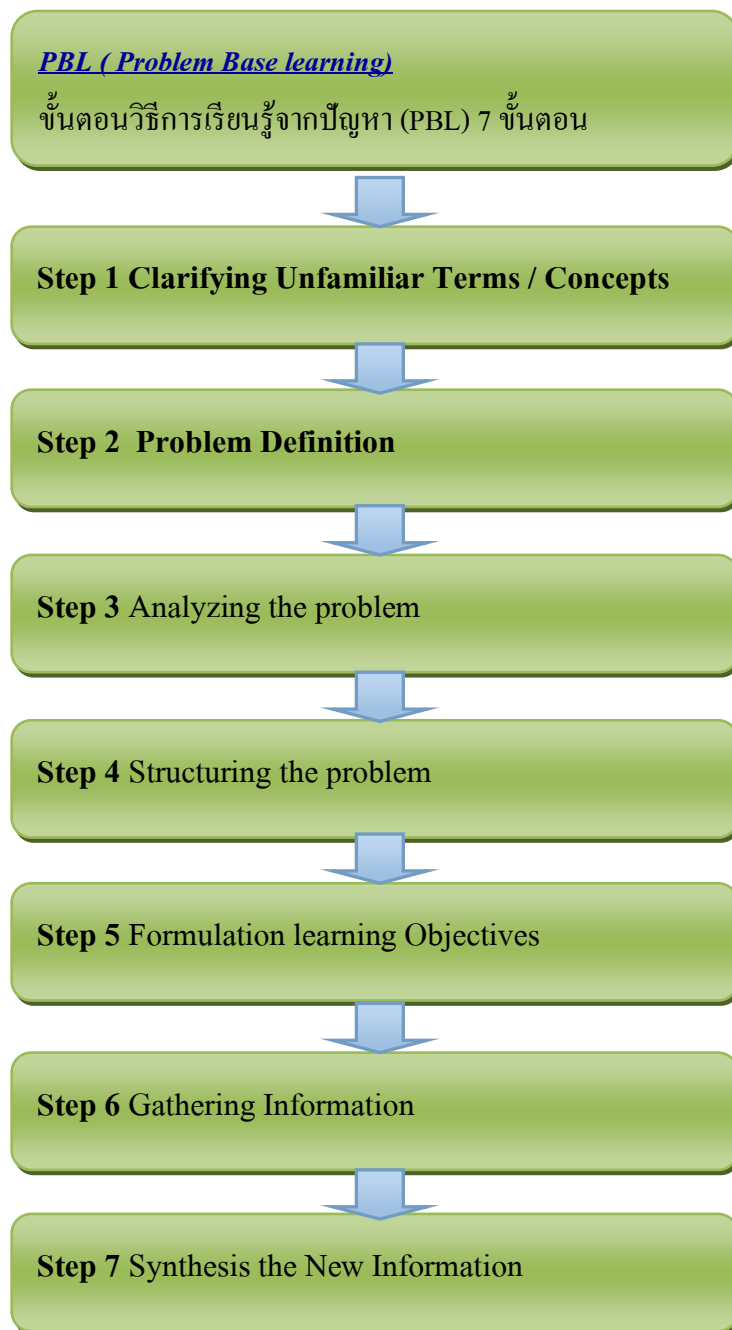 PBL ( Problem Base learning)
ขั้นตอนวิธีการเรียนรู้จากปัญหา (PBL) 7 ขั้นตอน
Step 1 Clarifying Unfamiliar Terms / Concepts
Step 2 Problem Definition
Step 3 Analyzing the problem
Step 4 Structuring the problem
Step 5 Formulation learning Objectives
Step 6 Gathering Information
Step 7 Synthesis the New Information